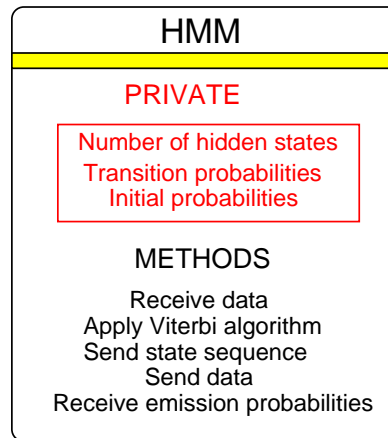 HMM
PRIVATE
Number of hidden states
Transition probabilities
Initial probabilities
METHODS
Receive data
Apply Viterbi algorithm
Send state sequence
Send data
Receive emission probabilities